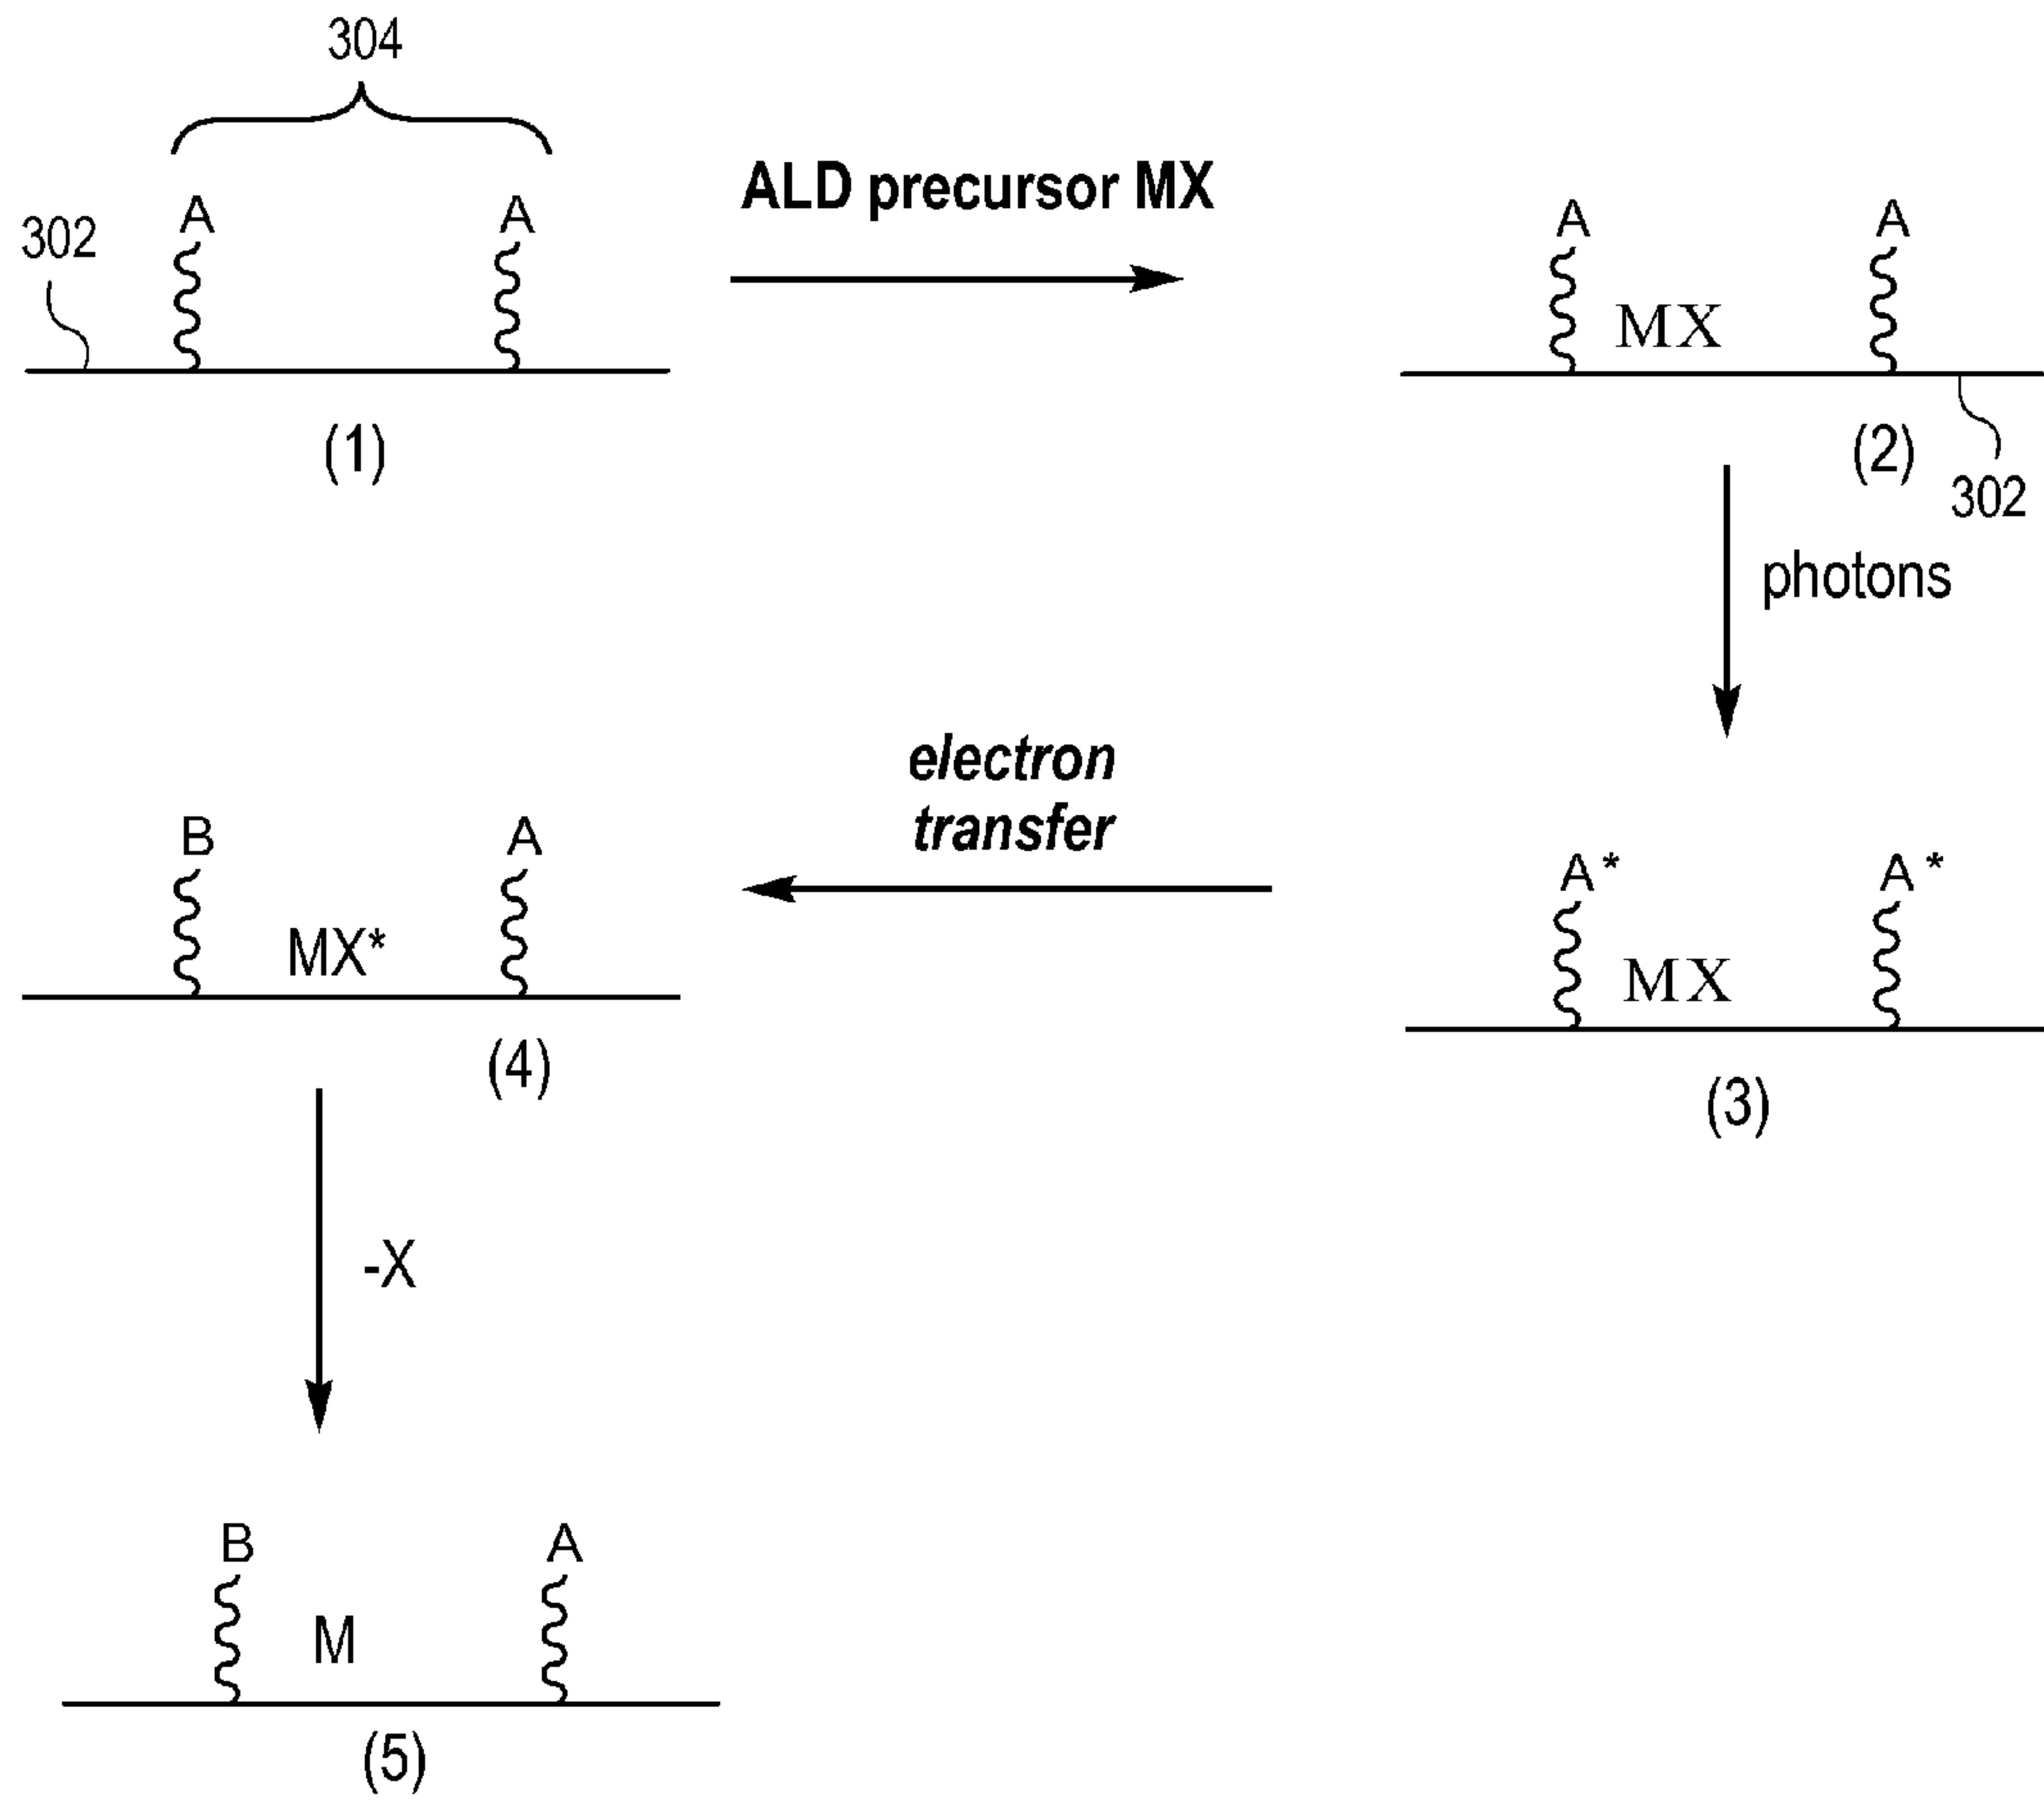 304
A A
302
ALD precursor MX
A A
MX
(1)
(2)
302
photons
electron
transfer
B A
MX*
(4)
A* A*
MX
(3)
-X
B A
M
(5)